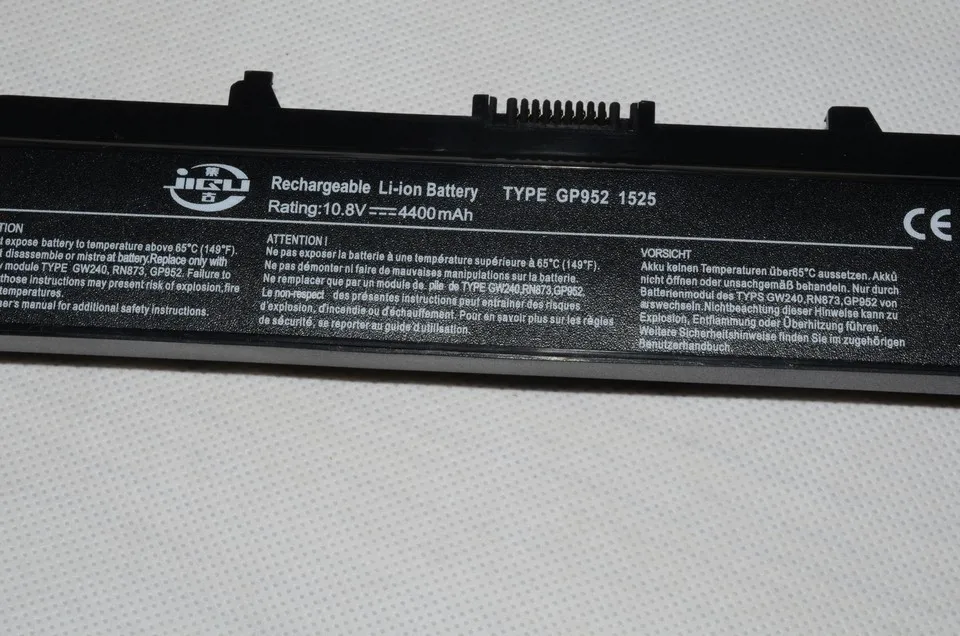 集
JIGU
吉
Rechargeable Li-ion Battery TYPE GP952 1525
Rating:10.8V 4400mAh
CE
TION
expose battery to temperature above 65°C (149°F).
t disassemble or mistre at battery.Replace only with
y module TYPE GW240, RN873, GP952. Failure to
these instructions may present risk of explosion,fire
temperatures.
ser's manual for additional safety instructions.
ATTENTION !
Ne pas exposer la batterie à une température supérieure à 65°C (149°F).
Ne pas démonter ni faire de mauvaises manipulations sur la batterie.
Ne remplacer que par un module de pile de TYPE GW240,RN873,GP952.
Le non-respect des présentes instructions peut entraîner des risques
d'explosion, d'incendie ou d'échauffement. Pour en savoir plus sur les règles
de sécurité, se reporter au guide d'utilisation.
VORSICHT
Akku keinen Temperaturen über65°C aussetzen. Akkü
nicht öffinen oder unsachgemäß behandeln. Nur durch
Batterienmodul des TYPS GW240,RN873,GP952 von
auswecseln.Nichtbeachtung dieser Hinweise kann zu
Explosion, Entflammung oder Überhitzung führen.
Weitere Sicherheitshinweise finden Sie im zugehörigen
Benutzerhandbuch.